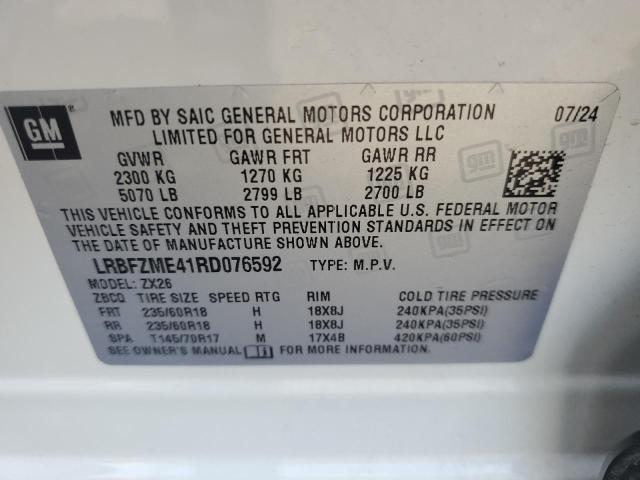 GM
MFD BY SAIC GENERAL MOTORS CORPORATION 07/24
LIMITED FOR GENERAL MOTORS LLC
GVWR GAWR FRT GAWR RR
2300 KG 1270 KG 1225 KG
5070 LB 2799 LB 2700 LB
THIS VEHICLE CONFORMS TO ALL APPLICABLE U.S. FEDERAL MOTOR
VEHICLE SAFETY AND THEFT PREVENTION STANDARDS IN EFFECT ON
THE DATE OF MANUFACTURE SHOWN ABOVE.
LRBFZME41RD076592 TYPE: M.P.V.
MODEL: ZX26
ZBCQ TIRE SIZE SPEED RTG RIM COLD TIRE PRESSURE
FRT 235/60R18 H 18X8J 240KPA(35PSI)
RR 235/60R18 H 18X8J 240KPA(35PSI)
SPA T145/70R17 M 17X4B 420KPA(60PSI)
SEE OWNER'S MANUAL FOR MORE INFORMATION